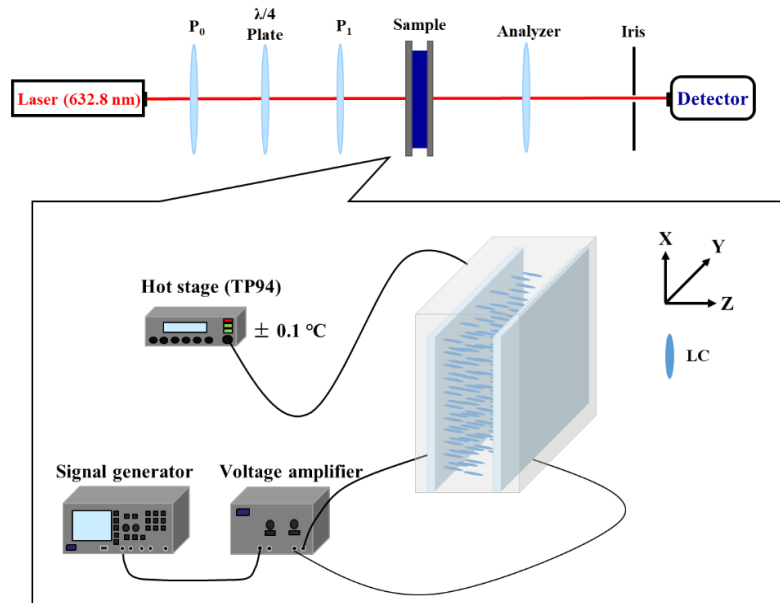 λ/4
P₀
Plate
P₁
Sample
Analyzer
Iris
Laser (632.8 nm)
Detector
X
Y
Z
Hot stage (TP94)
± 0.1 ℃
LC
Signal generator
Voltage amplifier